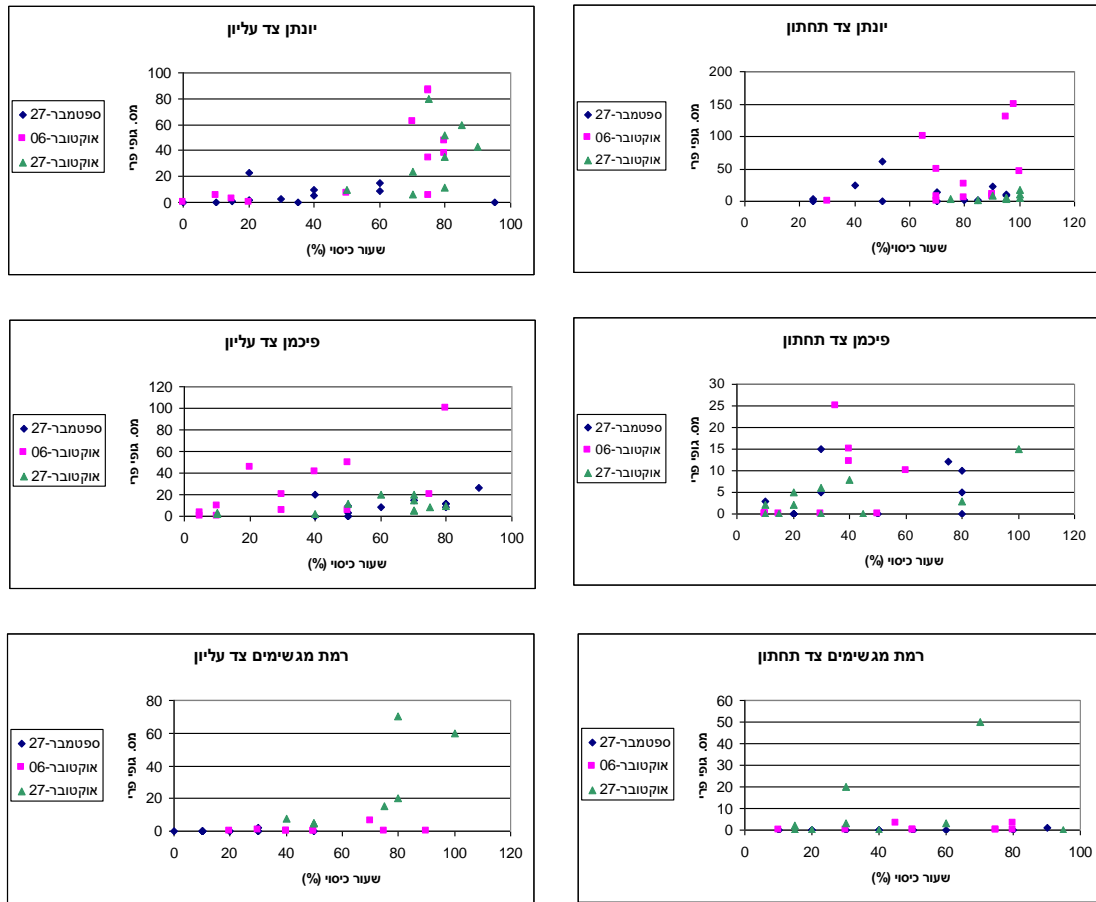 יונתן צד עליון
מס. גופי פרי
100
80
60
40
20
0
0 20 40 60 80 100
שעור כיסוי (%)
27-ספטמבר
06-אוקטובר
27-אוקטובר
יונתן צד תחתון
מס. גופי פרי
200
150
100
50
0
0 20 40 60 80 100 120
שעור כיסוי(%)
27-ספטמבר
06-אוקטובר
27-אוקטובר
פיכמן צד עליון
מס. גופי פרי
120
100
80
60
40
20
0
0 20 40 60 80 100
שעור כיסוי (%)
27-ספטמבר
06-אוקטובר
27-אוקטובר
פיכמן צד תחתון
מס. גופי פרי
30
25
20
15
10
5
0
0 20 40 60 80 100 120
שעור כיסוי (%)
27-ספטמבר
06-אוקטובר
27-אוקטובר
רמת מגשימים צד עליון
מס. גופי פרי
80
60
40
20
0
0 20 40 60 80 100 120
שעור כיסוי (%)
27-ספטמבר
06-אוקטובר
27-אוקטובר
רמת מגשימים צד תחתון
מס. גופי פרי
60
50
40
30
20
10
0
0 20 40 60 80 100
שעור כיסוי (%)
27-ספטמבר
06-אוקטובר
27-אוקטובר